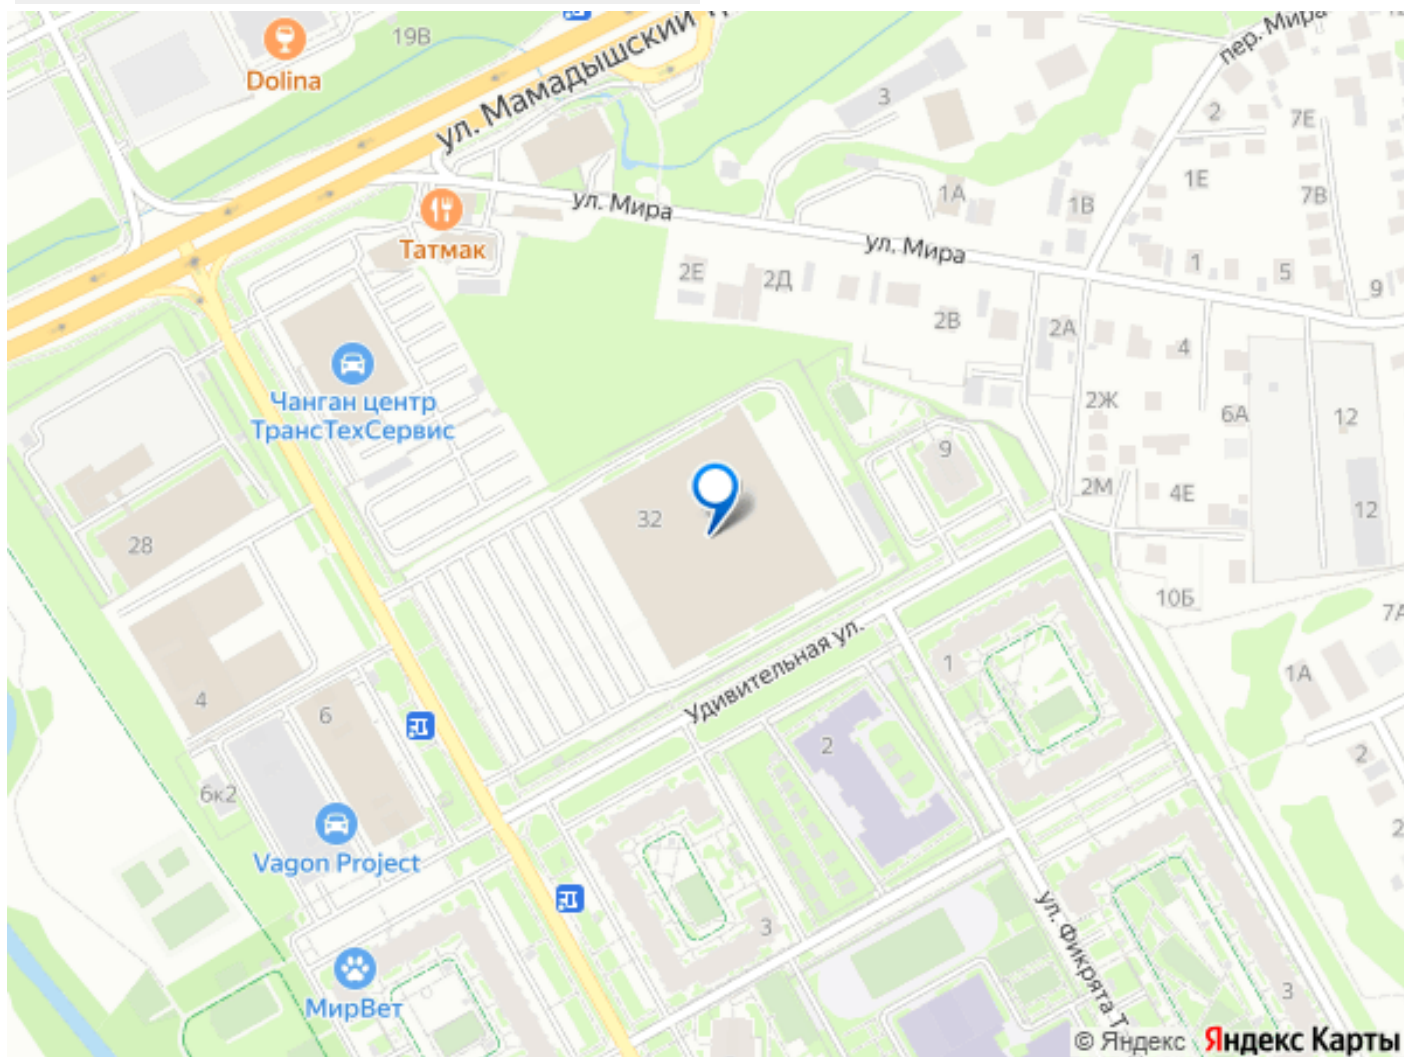 19В
Dolina
ул. Мамадышский
пер. Мира
3
2
7Е
1Е
7В
1А
1В
ул. Мира
ул. Мира
Татмак
2Е
2Д
1
5
9
2В
2А
4
Чанган центр
ТрансТехСервис
2Ж
6А
12
9
2М
4Е
12
32
28
10Б
7А
Удивительная ул.
1
1А
4
6
2
2
6к2
2
Vagon Project
3
ул. Фикрята Т
МирВет
3
© Яндекс Яндекс Карты